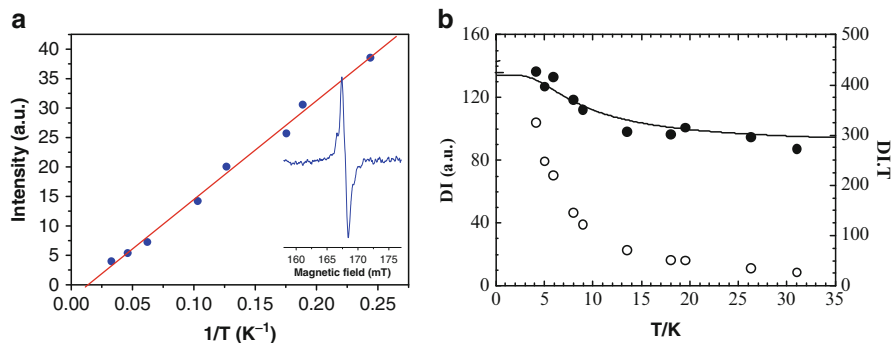 a
Intensity (a.u.)
40
35
30
25
20
15
10
5
0
160 165 170 175
Magnetic field (mT)
0.00 0.05 0.10 0.15 0.20 0.25
1/T (K⁻¹)
b
DI (a.u.)
160
120
80
40
0
500
400
300
200
100
0
DI.T
0 5 10 15 20 25 30 35
T/K